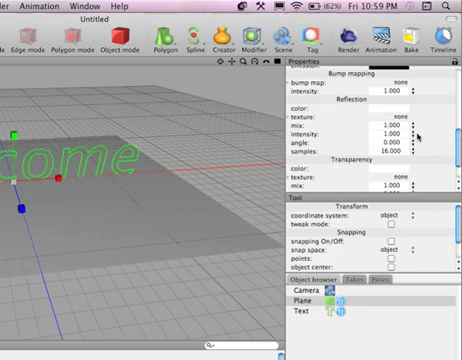 Animation Window Help (62%) Fri 10:59 PM
Untitled
Edge mode Polygon mode Object mode Polygon Spline Creator Modifier Scene Tag Render Animation Bake Timeline
Properties
Bump mapping
bump map: none
intensity: 1.000
Reflection
color:
texture: none
mix: 1.000
intensity: 1.000
angle: 0.000
samples: 16.000
Transparency
color:
texture: none
mix: 1.000
Tool
Transform
coordinate system: object
tweak mode:
Snapping
snapping On/Off:
snap space: object
points:
object center:
Object browser Takes Poses
Camera
Plane
Text
come